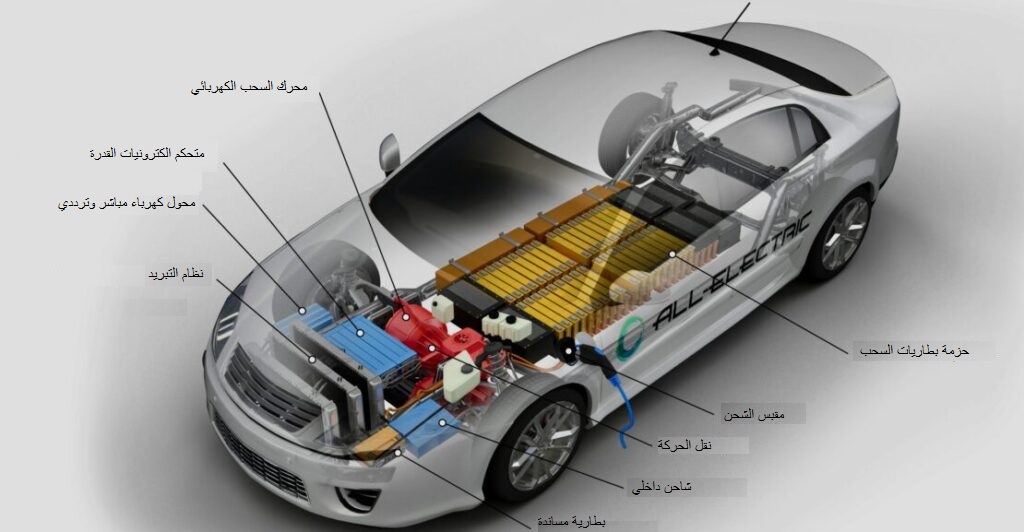 محرك السحب الكهربائي
متحكم الكترونيات القدرة
محول كهرباء مباشر وترددي
نظام التبريد
ALL-ELECTRIC
حزمة بطاريات السحب
مقبس الشحن
نقل الحركة
شاحن داخلي
بطارية مساندة